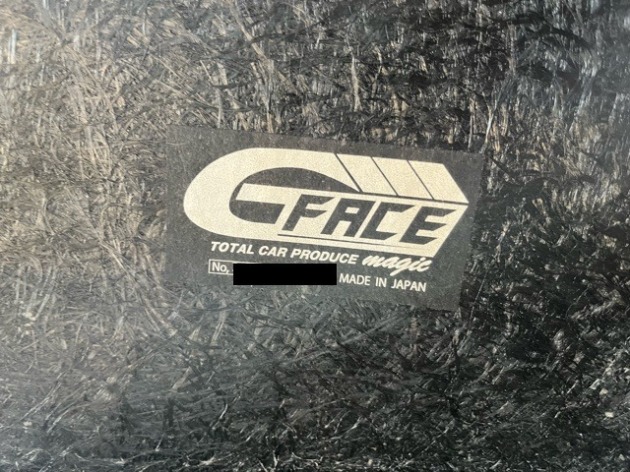 G FACE
TOTAL CAR PRODUCE magic
No. MADE IN JAPAN